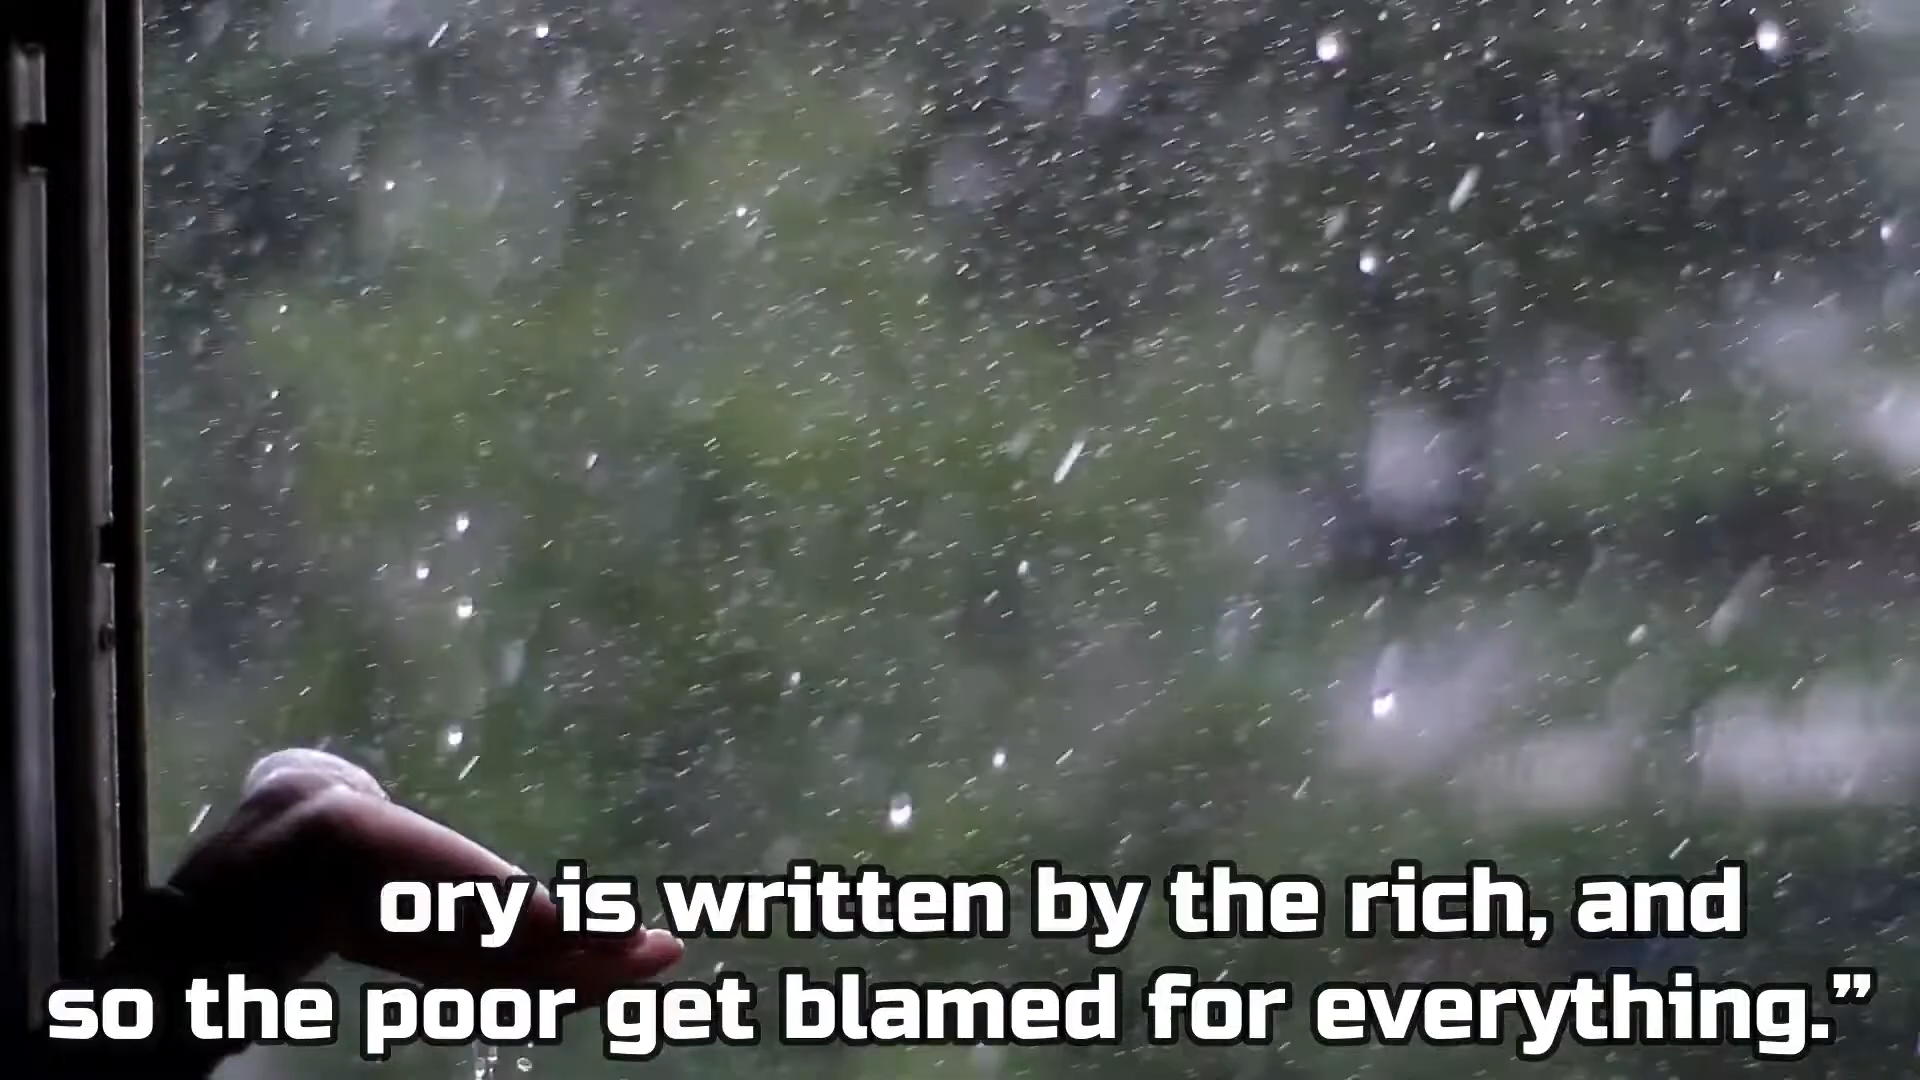 ory is written by the rich, and
so the poor get blamed for everything.”